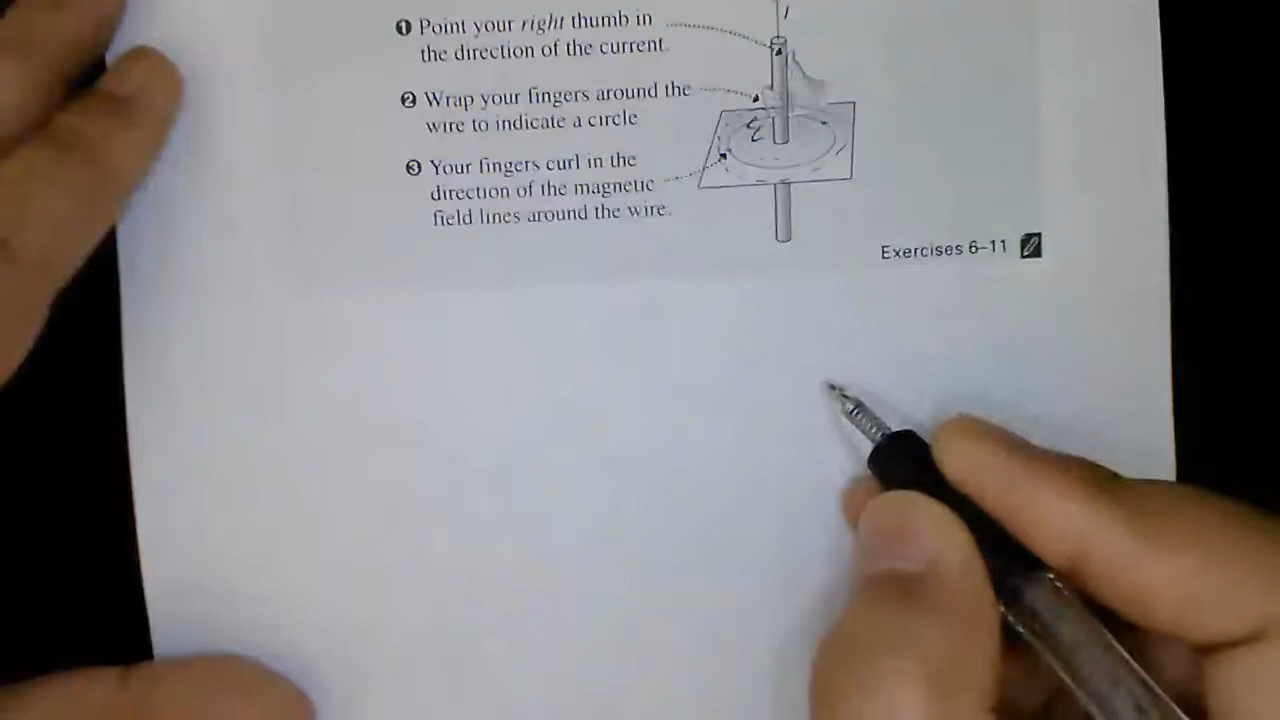 ❶ Point your right thumb in
the direction of the current.
I
❷ Wrap your fingers around the
wire to indicate a circle
❸ Your fingers curl in the
direction of the magnetic
field lines around the wire.
Exercises 6–11